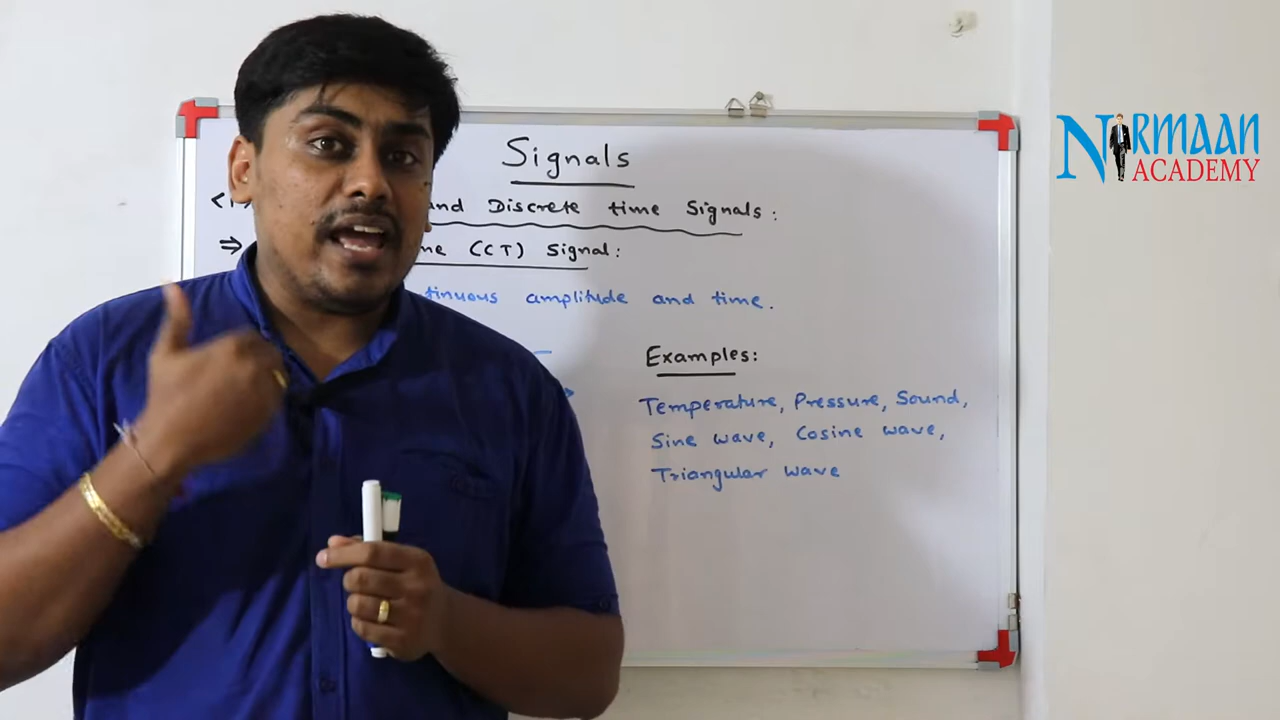 Signals
and Discrete time Signals:
⇒ (CT) Signal:
amplitude and time.
Examples:
Temperature, Pressure, Sound,
Sine wave, Cosine wave,
Triangular wave
NIRMAAN
ACADEMY